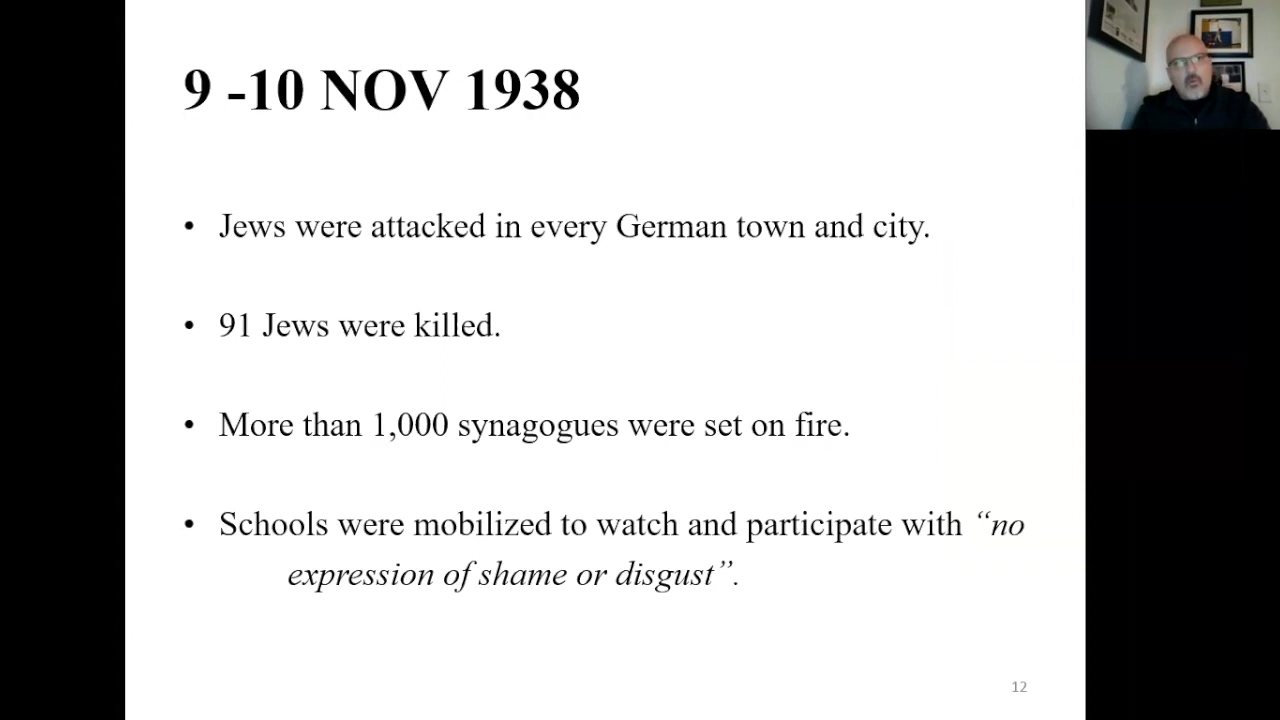 9 -10 NOV 1938
• Jews were attacked in every German town and city.
• 91 Jews were killed.
• More than 1,000 synagogues were set on fire.
• Schools were mobilized to watch and participate with “no
expression of shame or disgust”.
12